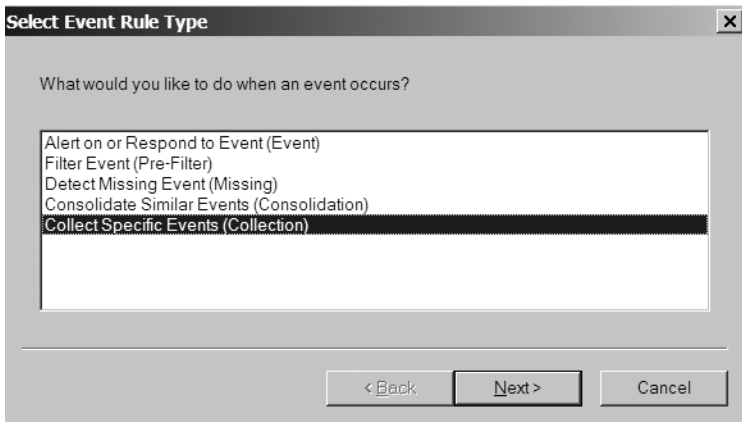 Select Event Rule Type
What would you like to do when an event occurs?
Alert on or Respond to Event (Event)
Filter Event (Pre-Filter)
Detect Missing Event (Missing)
Consolidate Similar Events (Consolidation)
Collect Specific Events (Collection)
< Back Next > Cancel